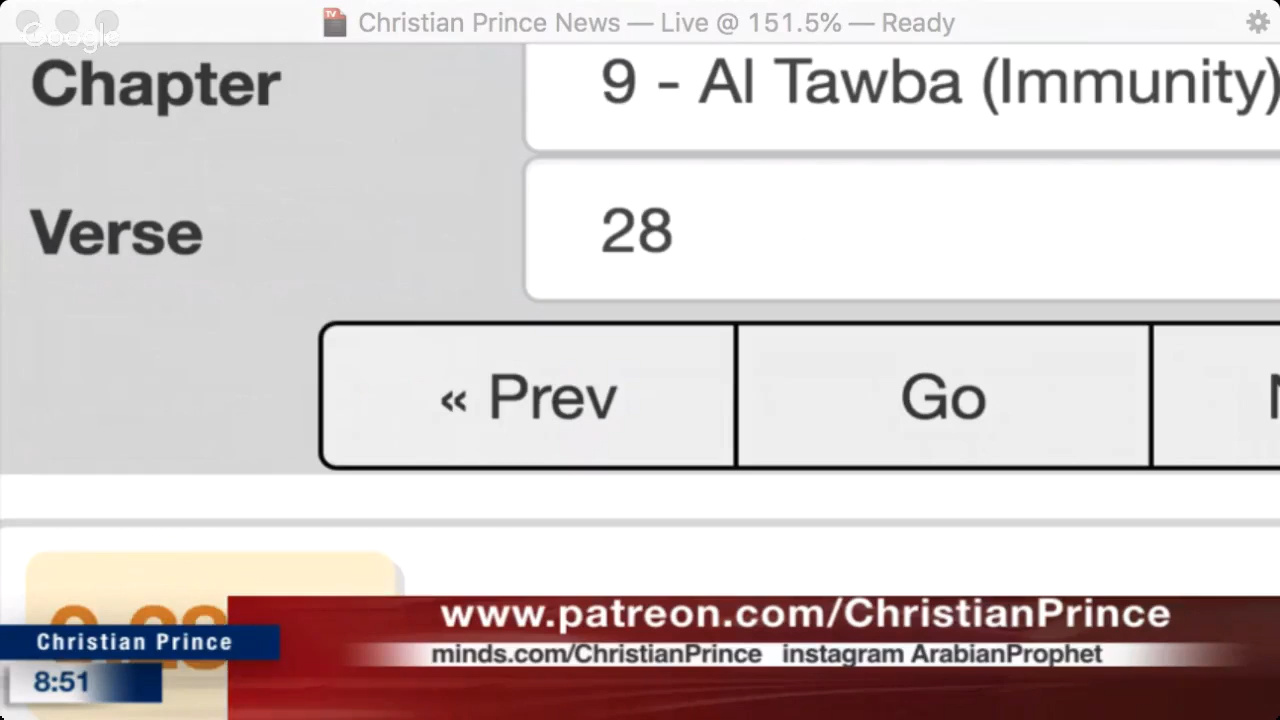 Christian Prince News — Live @ 151.5% — Ready
Google
Chapter
9 - Al Tawba (Immunity)
Verse
28
« Prev
Go
www.patreon.com/ChristianPrince
Christian Prince
minds.com/ChristianPrince instagram ArabianProphet
8:51